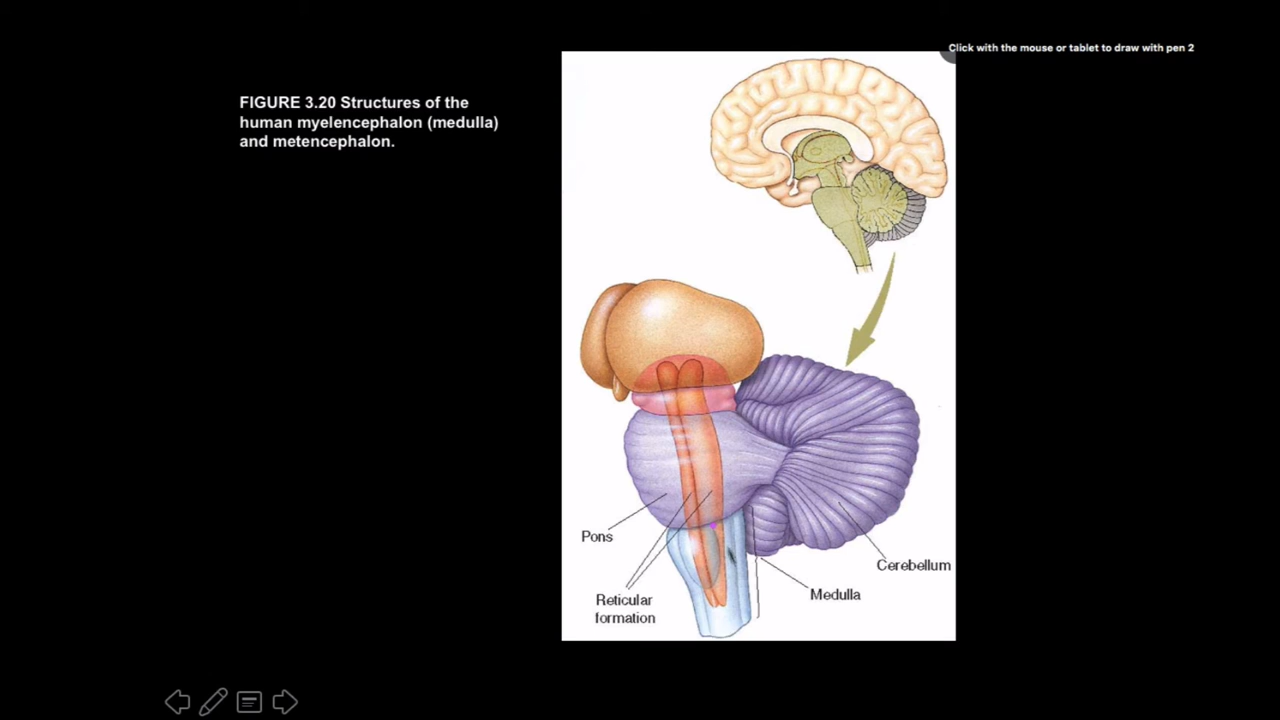 Click with the mouse or tablet to draw with pen 2
FIGURE 3.20 Structures of the
human myelencephalon (medulla)
and metencephalon.
Pons
Cerebellum
Medulla
Reticular
formation